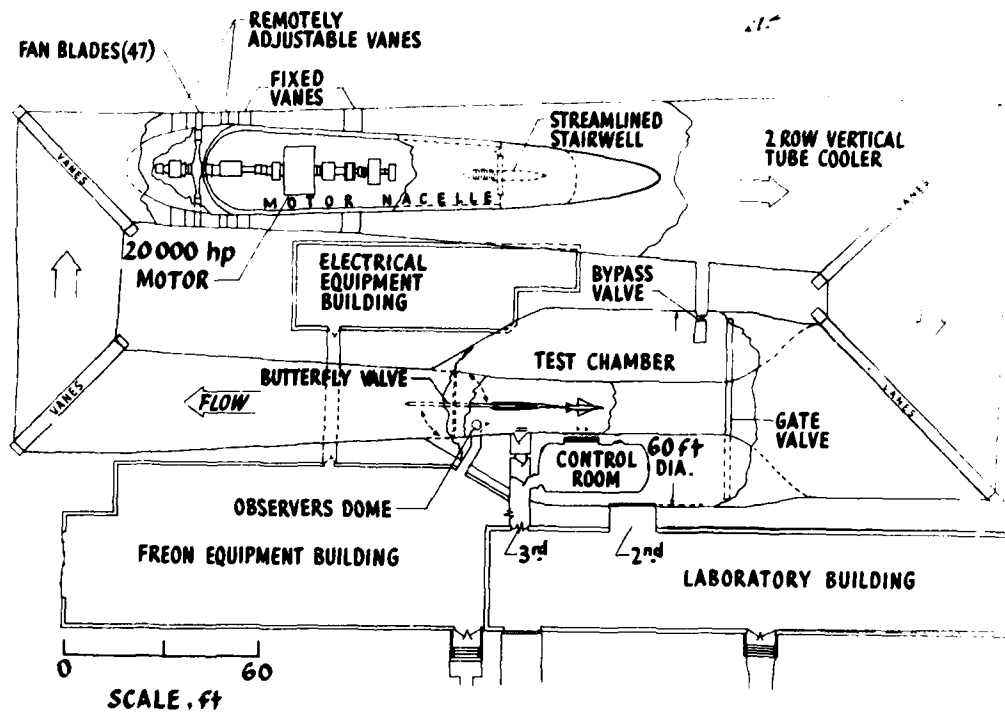 REMOTELY
ADJUSTABLE VANES
FAN BLADES(47)
FIXED
VANES
STREAMLINED
STAIRWELL
2 ROW VERTICAL
TUBE COOLER
VANES
VANES
MOTOR NACELLE
20000 hp
MOTOR
ELECTRICAL
EQUIPMENT
BUILDING
BYPASS
VALVE
TEST CHAMBER
BUTTERFLY VALVE
VANES
FLOW
VANES
GATE
VALVE
60 ft
DIA.
CONTROL
ROOM
OBSERVERS DOME
3rd
2nd
FREON EQUIPMENT BUILDING
LABORATORY BUILDING
0 60
SCALE, ft